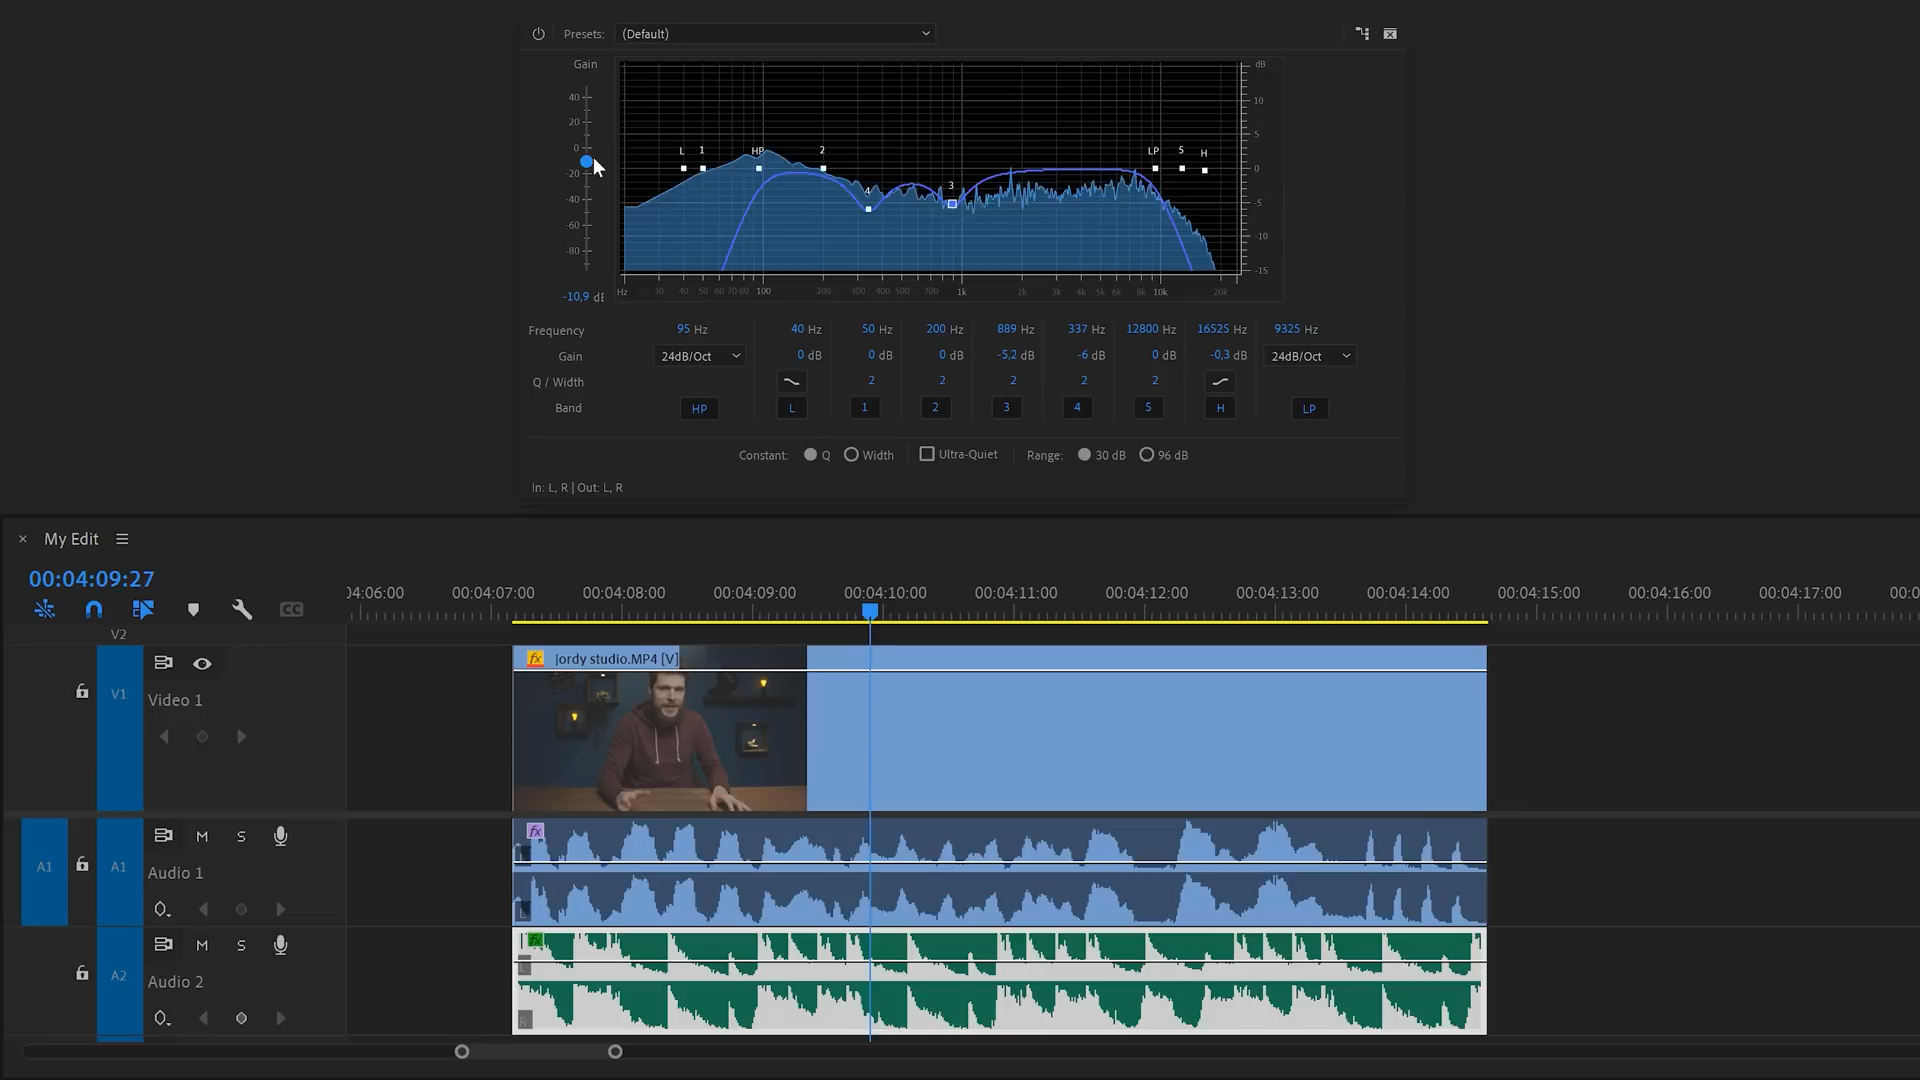 Presets: (Default)
Gain
dB
40
20
0
-20
-40
-60
-80
-10,9 dE
L 1 HP 2 4 3 LP 5 H
10
5
0
-5
-10
-15
Hz 30 40 50 60 70 80 100 200 300 400 500 700 1k 2k 3k 4k 5k 6k 8k 10k 20k
Frequency 95 Hz 40 Hz 50 Hz 200 Hz 889 Hz 337 Hz 12800 Hz 16525 Hz 9325 Hz
Gain 24dB/Oct 0 dB 0 dB 0 dB -5,2 dB -6 dB 0 dB -0,3 dB 24dB/Oct
Q / Width 2 2 2 2 2
Band HP L 1 2 3 4 5 H LP
Constant: Q Width Ultra-Quiet Range: 30 dB 96 dB
In: L, R | Out: L, R
× My Edit
00:04:09:27
CC
)4:06:00 00:04:07:00 00:04:08:00 00:04:09:00 00:04:10:00 00:04:11:00 00:04:12:00 00:04:13:00 00:04:14:00 00:04:15:00 00:04:16:00 00:04:17:00 00:0
V2
fx jordy studio.MP4 [V]
V1 Video 1
M S fx
A1 A1 Audio 1
L
M S fx
L
A2 Audio 2
R